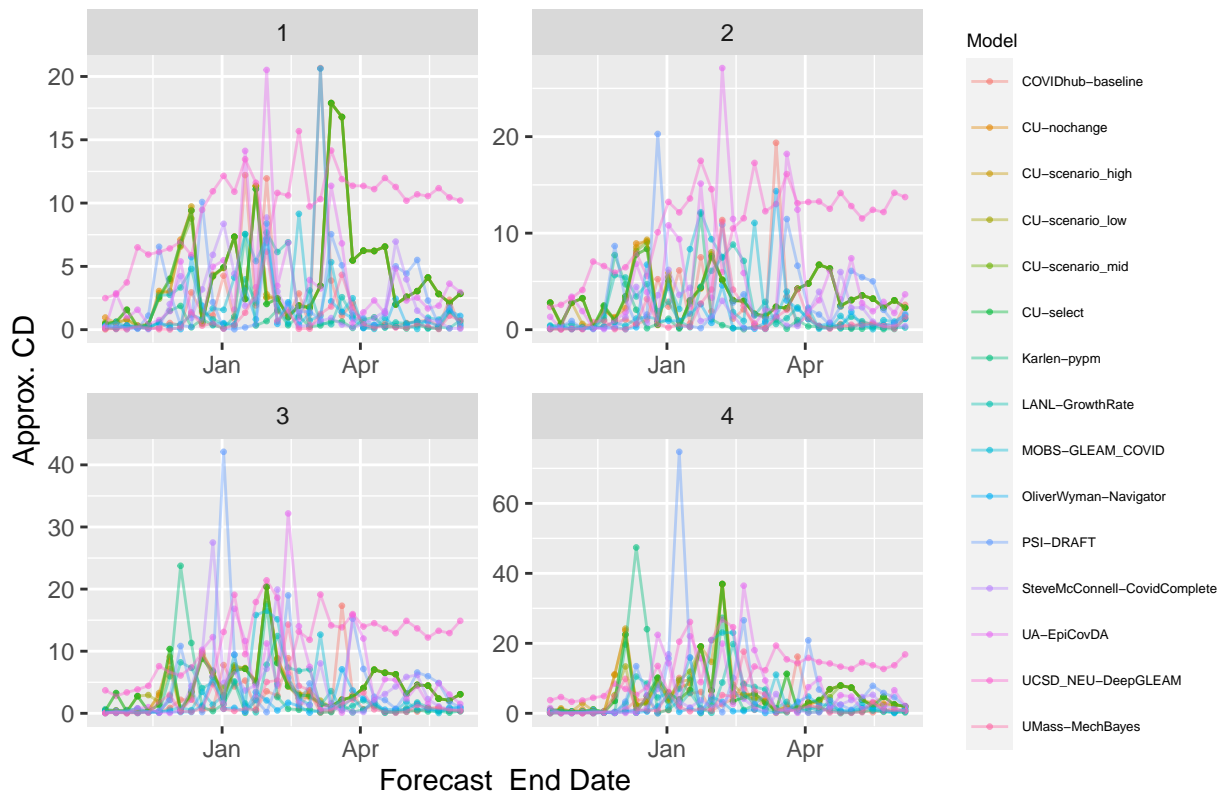 1
2
20
15
10
5
0
20
10
0
Jan
Apr
Jan
Apr
3
4
40
30
20
10
0
60
40
20
0
Jan
Apr
Jan
Apr
Approx. CD
Forecast  End Date
Model
COVIDhub−baseline
CU−nochange
CU−scenario_high
CU−scenario_low
CU−scenario_mid
CU−select
Karlen−pypm
LANL−GrowthRate
MOBS−GLEAM_COVID
OliverWyman−Navigator
PSI−DRAFT
SteveMcConnell−CovidComplete
UA−EpiCovDA
UCSD_NEU−DeepGLEAM
UMass−MechBayes